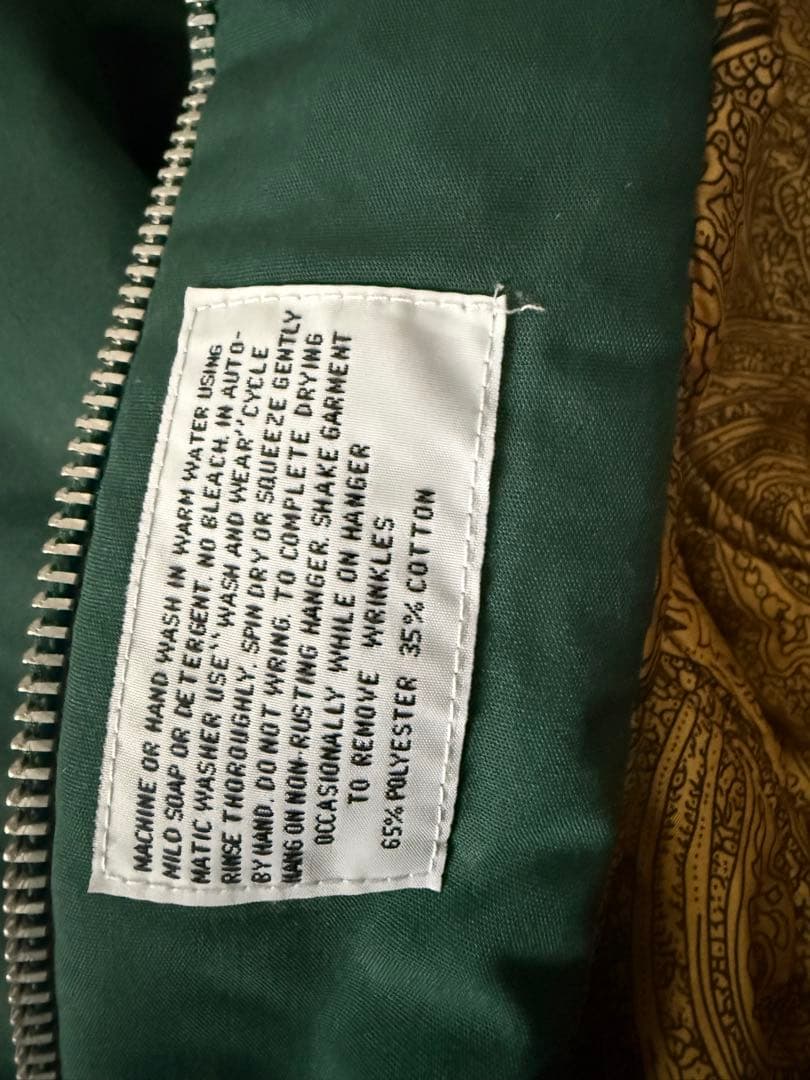 MACHINE OR HAND WASH IN WARM WATER USING
MILD SOAP OR DETERGENT. NO BLEACH. IN AUTO-
MATIC WASHER USE "WASH AND WEAR" CYCLE
RINSE THOROUGHLY. SPIN DRY OR SQUEEZE GENTLY
BY HAND. DO NOT WRING. TO COMPLETE DRYING
HANG ON NON-RUSTING HANGER. SHAKE GARMENT
OCCASIONALLY WHILE ON HANGER
TO REMOVE WRINKLES
65% POLYESTER 35% COTTON